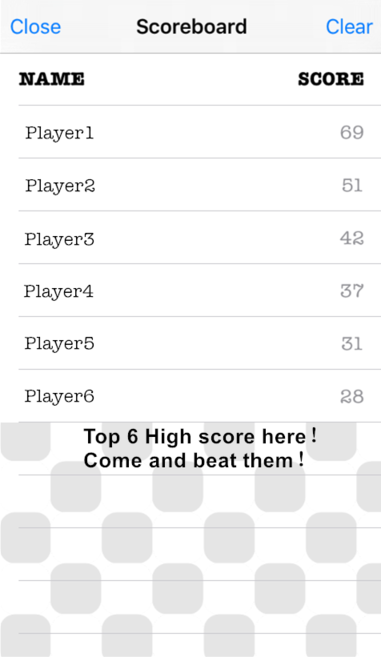 Close Scoreboard Clear
NAME SCORE
Player1 69
Player2 51
Player3 42
Player4 37
Player5 31
Player6 28
Top 6 High score here!
Come and beat them!